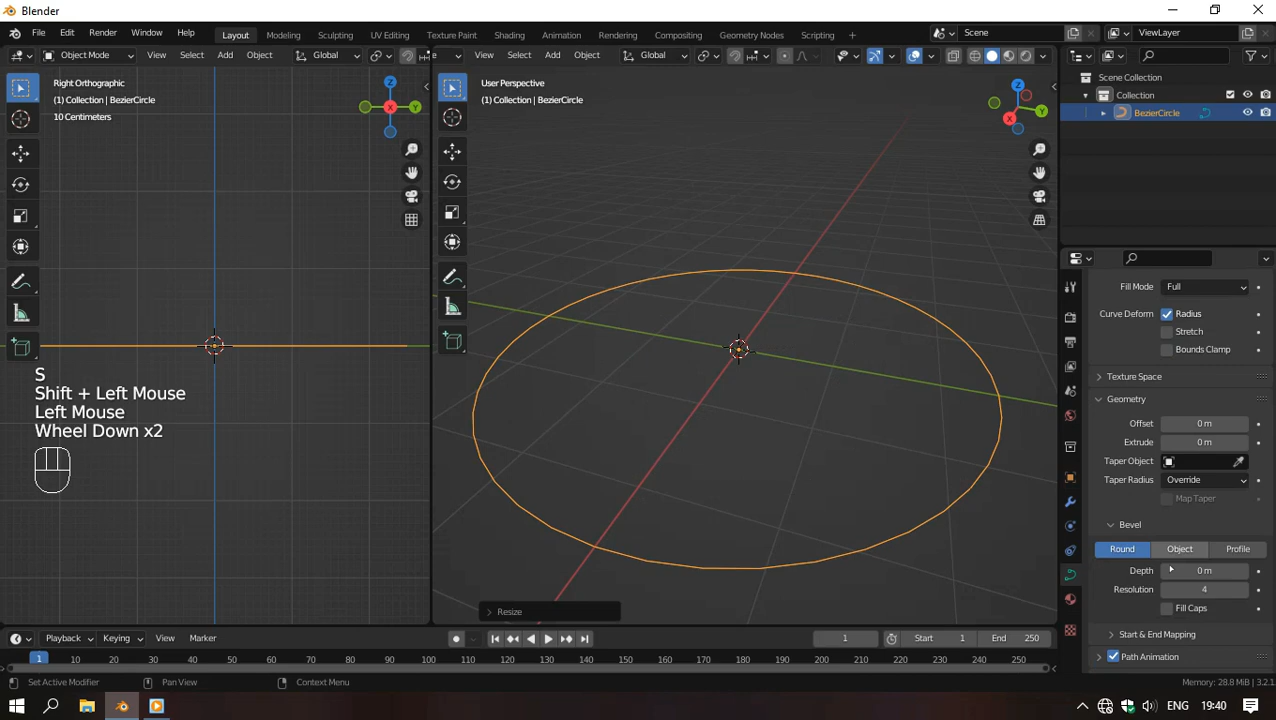 Blender
File Edit Render Window Help Layout Modeling Sculpting UV Editing Texture Paint Shading Animation Rendering Compositing Geometry Nodes Scripting + Scene ViewLayer
Object Mode View Select Add Object Global View Select Add Object Global
Right Orthographic
(1) Collection | BezierCircle
10 Centimeters
User Perspective
(1) Collection | BezierCircle
Z
X
Y
Z
X
Y
Scene Collection
Collection
BezierCircle
Fill Mode Full
Curve Deform Radius
Stretch
Bounds Clamp
Texture Space
Geometry
Offset 0 m
Extrude 0 m
Taper Object
Taper Radius Override
Map Taper
Bevel
Round Object Profile
Depth 0 m
Resolution 4
Fill Caps
Start & End Mapping
Path Animation
S
Shift + Left Mouse
Left Mouse
Wheel Down x2
Resize
Playback Keying View Marker 1 Start 1 End 250
1 10 20 30 40 50 60 70 80 90 100 110 120 130 140 150 160 170 180 190 200 210 220 230 240 250
Set Active Modifier Pan View Context Menu Memory: 28.8 MiB | 3.2.1
19:40